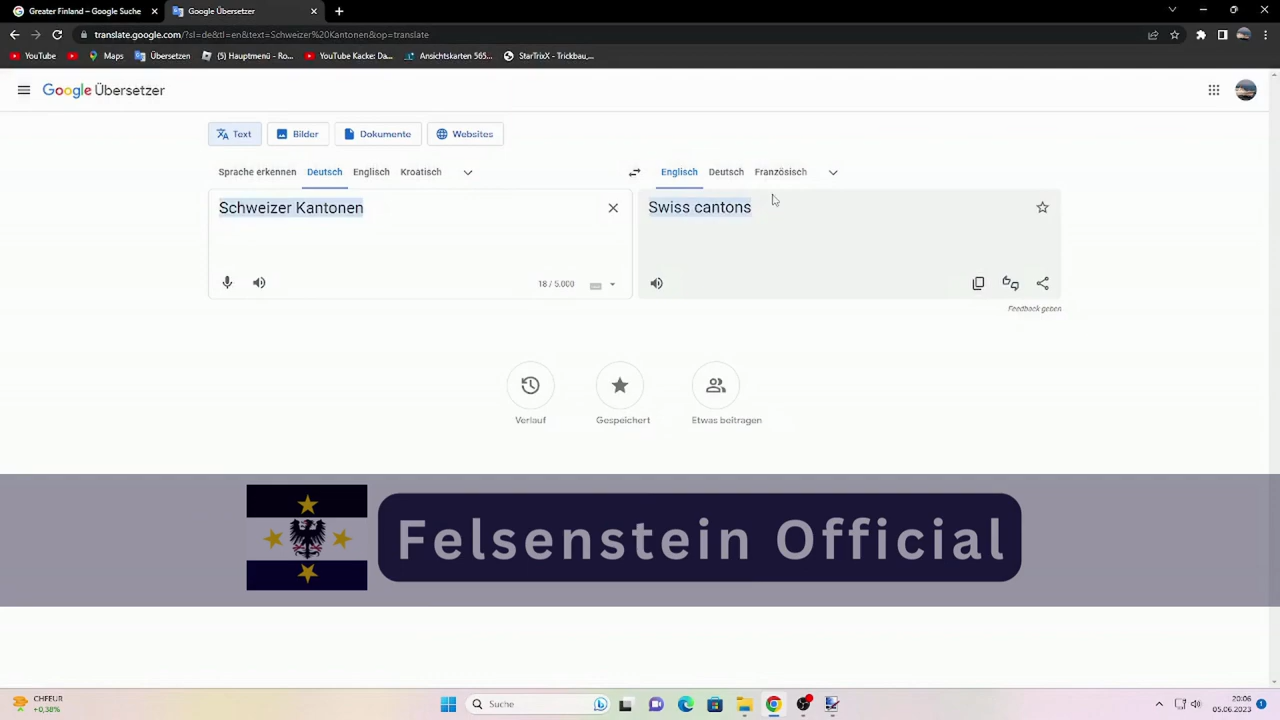 Greater Finland – Google Suche
Google Übersetzer
translate.google.com/?sl=de&tl=en&text=Schweizer%20Kantonen&op=translate
YouTube
Maps
Übersetzen
(3) Hauptmenü - Ro...
YouTube Kacke: Da...
Ansichtskarten 565...
StarTrixX - Trickbau,...
Google Übersetzer
Text
Bilder
Dokumente
Websites
Sprache erkennen
Deutsch
Englisch
Kroatisch
Englisch
Deutsch
Französisch
Schweizer Kantonen
Swiss cantons
18 / 5.000
Feedback geben
Verlauf
Gespeichert
Etwas beitragen
Felsenstein Official
CHFEUR
+0,38%
Suche
20:06
05.06.2023